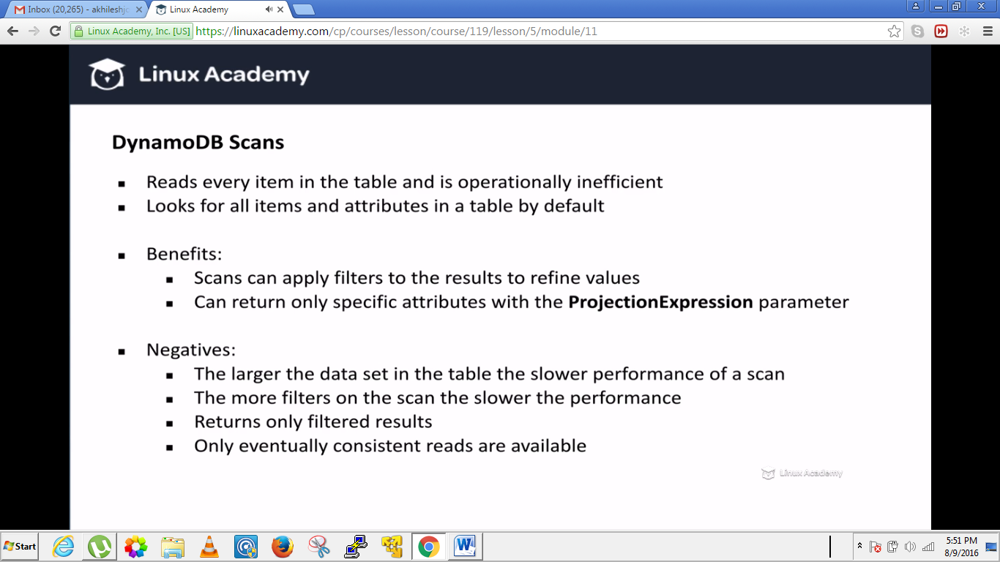 Inbox (20,265) - akhileshjc
Linux Academy
Linux Academy, Inc. [US]
https://linuxacademy.com/cp/courses/lesson/course/119/lesson/5/module/11
Linux Academy
DynamoDB Scans
▪ Reads every item in the table and is operationally inefficient
▪ Looks for all items and attributes in a table by default
▪ Benefits:
▪ Scans can apply filters to the results to refine values
▪ Can return only specific attributes with the ProjectionExpression parameter
▪ Negatives:
▪ The larger the data set in the table the slower performance of a scan
▪ The more filters on the scan the slower the performance
▪ Returns only filtered results
▪ Only eventually consistent reads are available
Linux Academy
Start
5:51 PM
8/9/2016